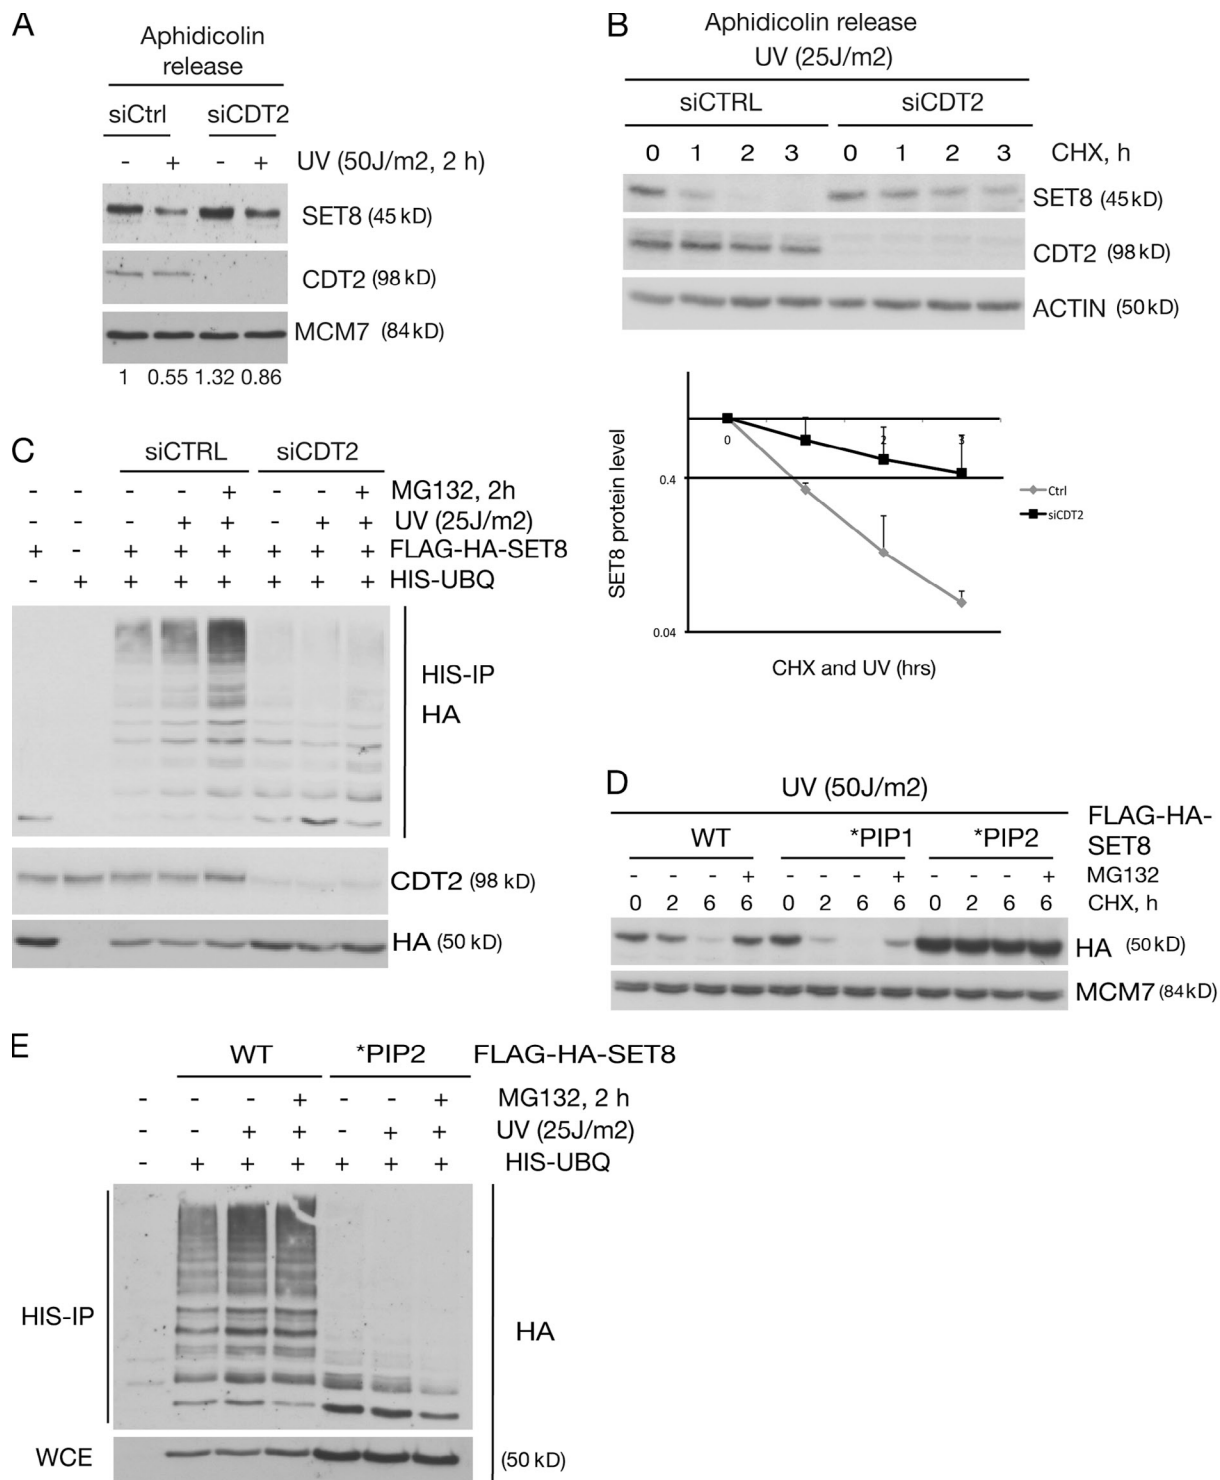 A
Aphidicolin
release
siCtrl siCDT2
- + - + UV (50J/m2, 2 h)
SET8 (45 kD)
CDT2 (98 kD)
MCM7 (84 kD)
1 0.55 1.32 0.86
B
Aphidicolin release
UV (25J/m2)
siCTRL siCDT2
0 1 2 3 0 1 2 3 CHX, h
SET8 (45 kD)
CDT2 (98 kD)
ACTIN (50 kD)
SET8 protein level
0 2 3
0.4
0.04
Ctrl
siCDT2
CHX and UV (hrs)
C
siCTRL siCDT2
- - - - + - - + MG132, 2h
- - - + + - + + UV (25J/m2)
+ - + + + + + + FLAG-HA-SET8
- + + + + + + + HIS-UBQ
HIS-IP
HA
CDT2 (98 kD)
HA (50 kD)
D
UV (50J/m2)
WT *PIP1 *PIP2
FLAG-HA-
SET8
- - - + - - - + - - - + MG132
0 2 6 6 0 2 6 6 0 2 6 6 CHX, h
HA (50 kD)
MCM7 (84 kD)
E
WT *PIP2 FLAG-HA-SET8
- - - + - - + MG132, 2 h
- - + + - + + UV (25J/m2)
- + + + + + + HIS-UBQ
HIS-IP
HA
WCE (50 kD)